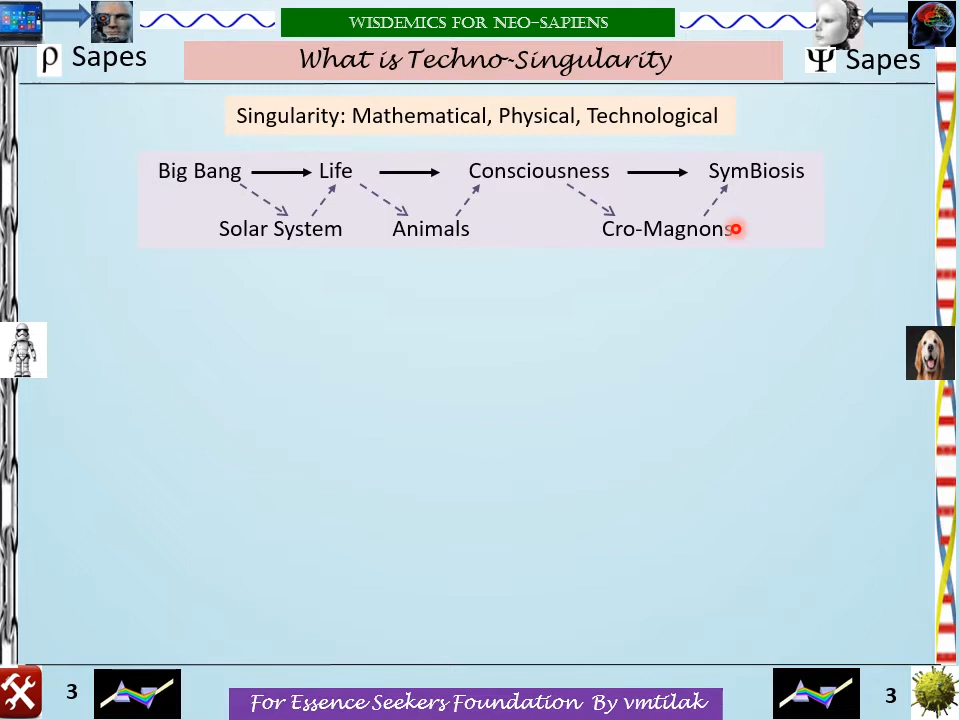 WISDEMICS FOR NEO-SAPIENS
ρ Sapes
What is Techno-Singularity
Ψ Sapes
Singularity: Mathematical, Physical, Technological
Big Bang Life Consciousness SymBiosis
Solar System Animals Cro-Magnons
3
For Essence Seekers Foundation By vmtilak
3